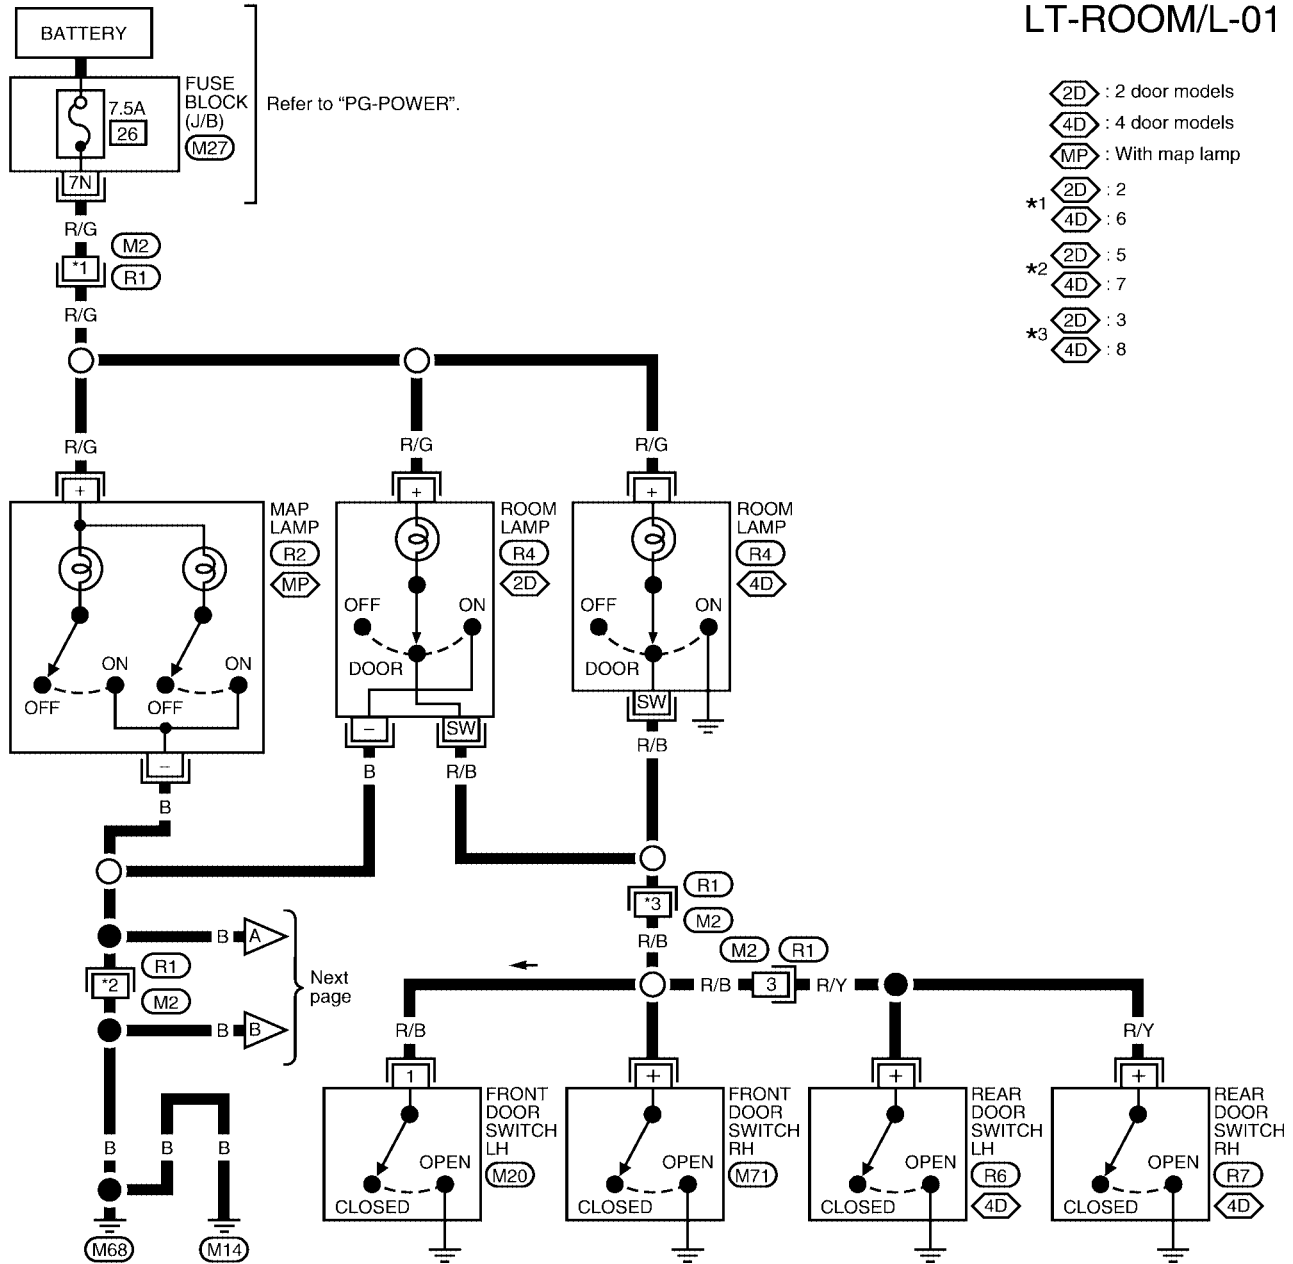 LT-ROOM/L-01
BATTERY
FUSE
BLOCK
(J/B)
M27
7.5A
26
7N
Refer to “PG-POWER”.
2D : 2 door models
4D : 4 door models
MP : With map lamp
*1 2D : 2
4D : 6
*2 2D : 5
4D : 7
*3 2D : 3
4D : 8
R/G
*1
M2
R1
R/G
R/G
R/G
R/G
+
+
+
MAP
LAMP
R2
MP
ON
OFF
ON
OFF
–
ROOM
LAMP
R4
2D
OFF
ON
DOOR
–
SW
ROOM
LAMP
R4
4D
OFF
ON
DOOR
SW
R/B
B
R/B
B
*3
R1
M2
R/B
B
A
R1
*2
M2
B
B
Next
page
M2
R1
R/B
3
R/Y
R/B
R/Y
1
+
+
+
FRONT
DOOR
SWITCH
LH
M20
OPEN
CLOSED
FRONT
DOOR
SWITCH
RH
M71
OPEN
CLOSED
REAR
DOOR
SWITCH
LH
R6
4D
OPEN
CLOSED
REAR
DOOR
SWITCH
RH
R7
4D
OPEN
CLOSED
B
B
B
M68
M14